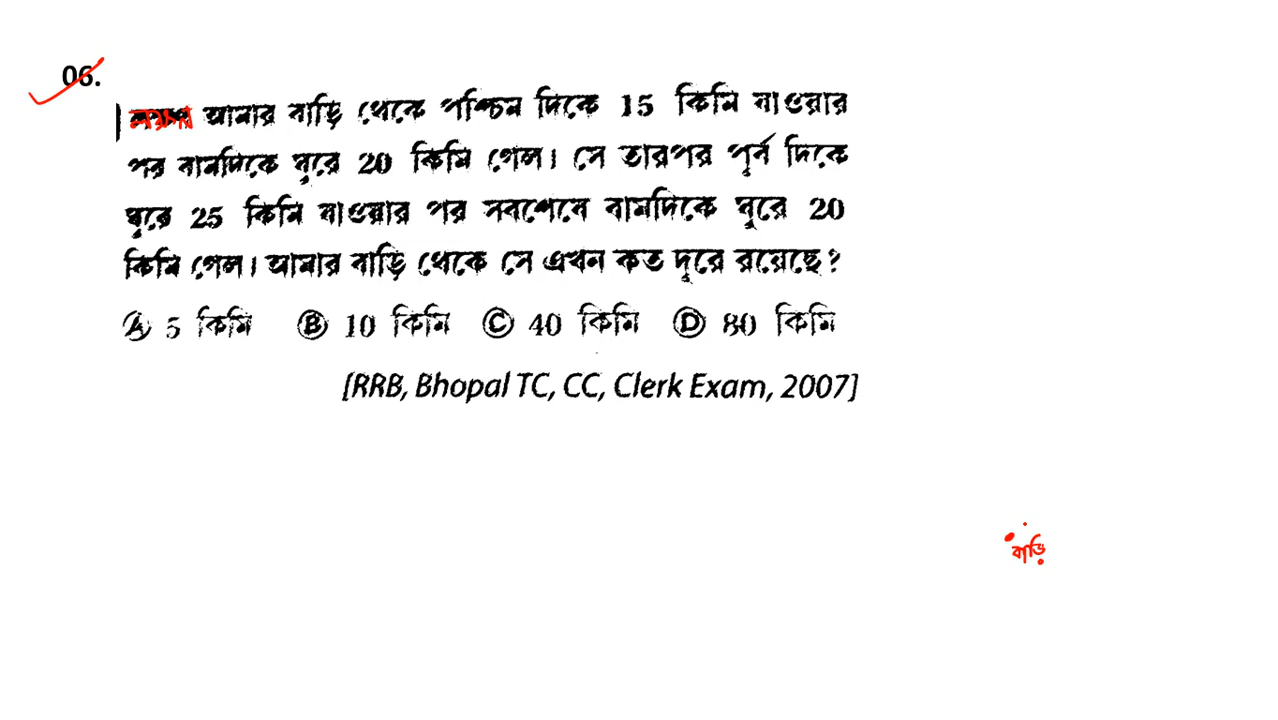 06.
আমার বাড়ি থেকে পশ্চিম দিকে 15 কিমি যাওয়ার
পর বামদিকে ঘুরে 20 কিমি গেল। সে তারপর পূর্ব দিকে
ঘুরে 25 কিমি যাওয়ার পর সবশেষে বামদিকে ঘুরে 20
কিমি গেল। আমার বাড়ি থেকে সে এখন কত দূরে রয়েছে?
Ⓐ 5 কিমি Ⓑ 10 কিমি Ⓒ 40 কিমি Ⓓ 80 কিমি
[RRB, Bhopal TC, CC, Clerk Exam, 2007]
বাড়ি